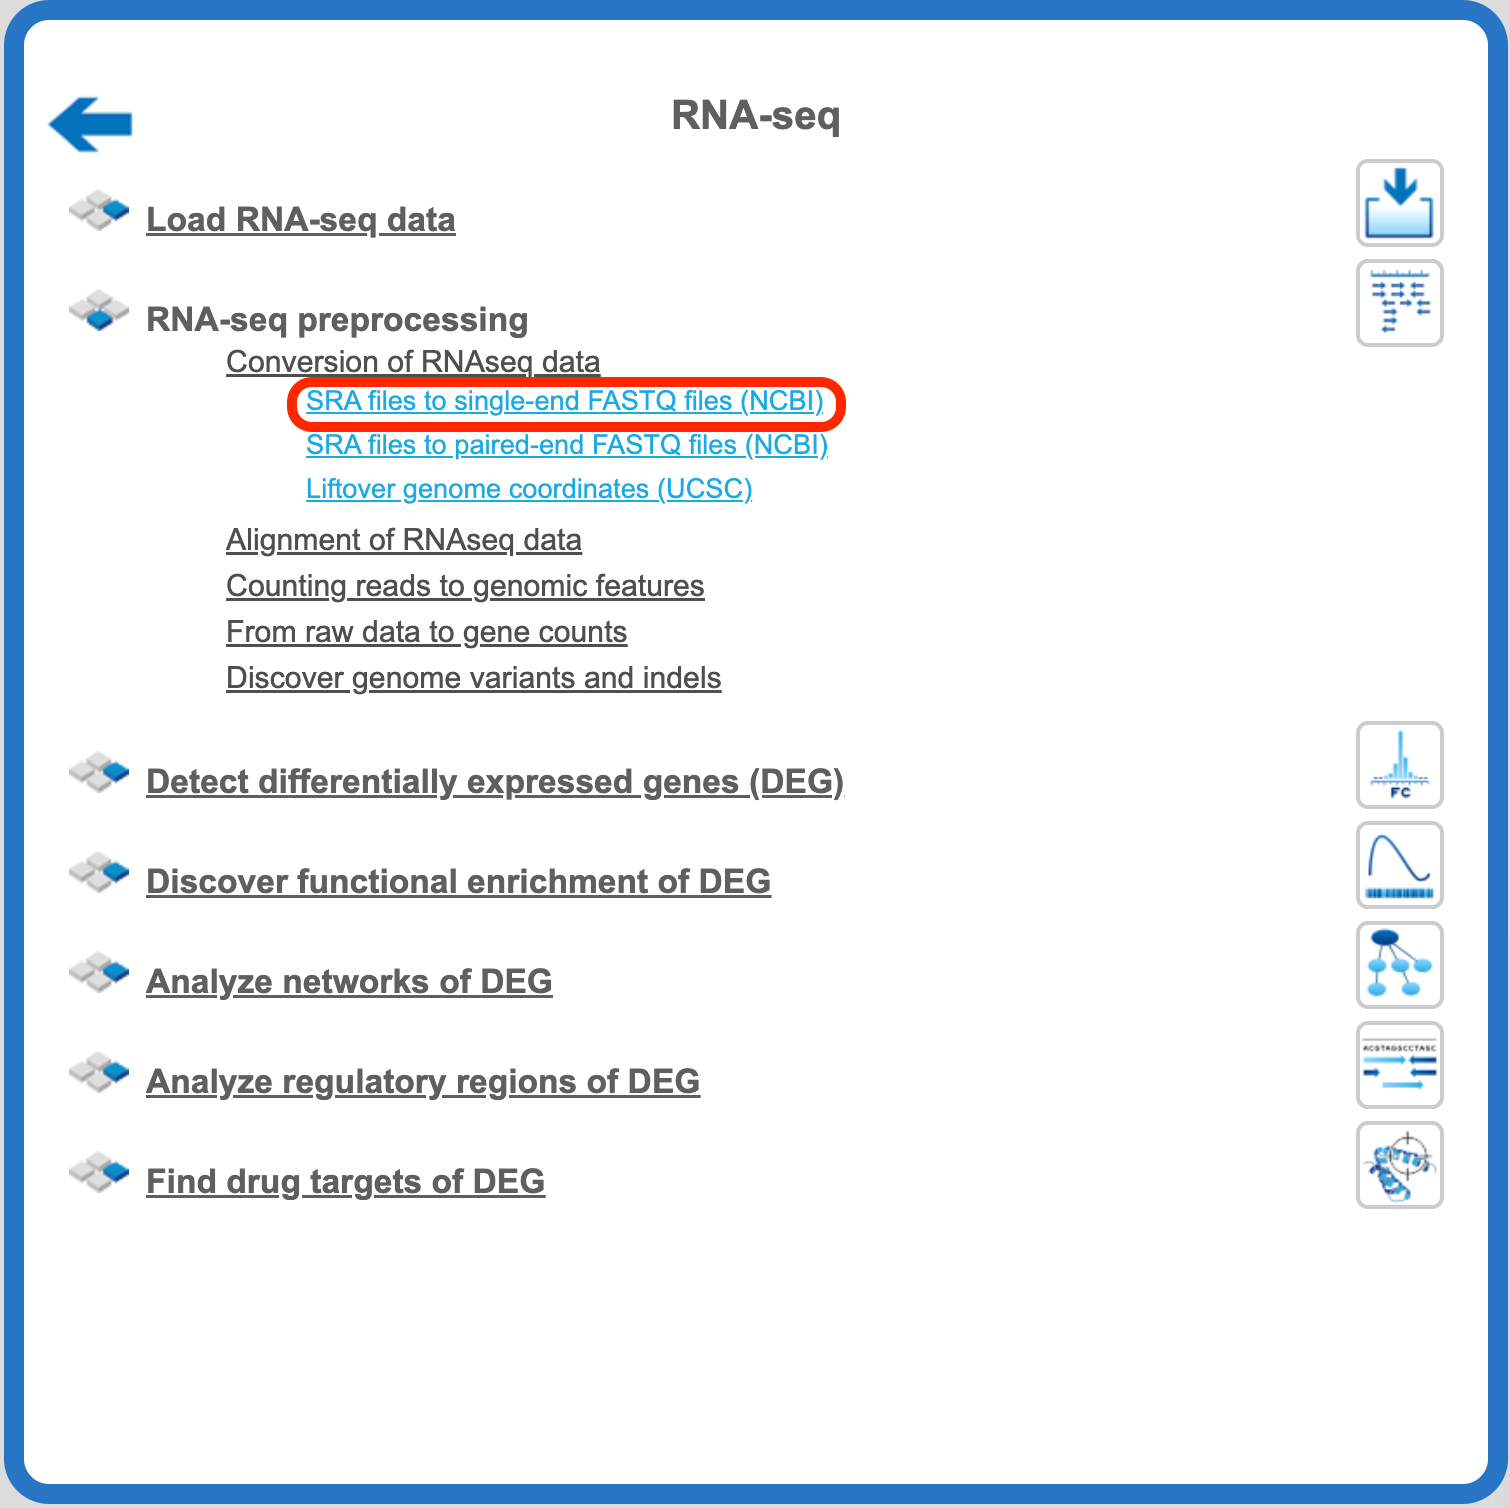 RNA-seq
Load RNA-seq data
RNA-seq preprocessing
Conversion of RNAseq data
SRA files to single-end FASTQ files (NCBI)
SRA files to paired-end FASTQ files (NCBI)
Liftover genome coordinates (UCSC)
Alignment of RNAseq data
Counting reads to genomic features
From raw data to gene counts
Discover genome variants and indels
Detect differentially expressed genes (DEG)
FC
Discover functional enrichment of DEG
Analyze networks of DEG
Analyze regulatory regions of DEG
Find drug targets of DEG